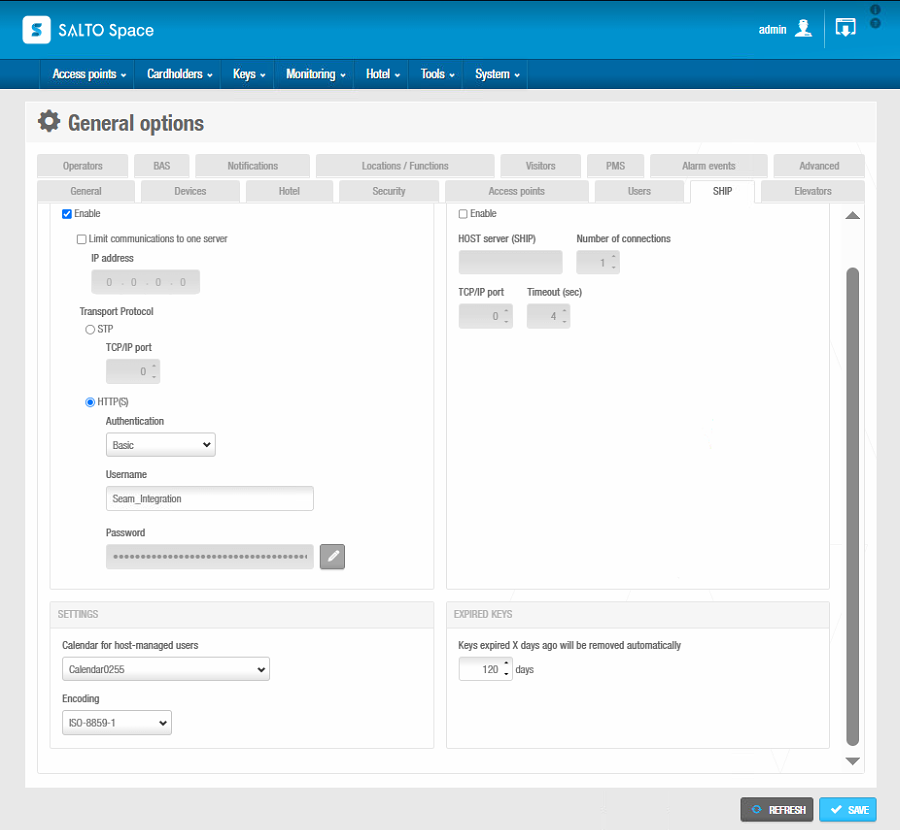 SALTO Space
admin
Access points
Cardholders
Keys
Monitoring
Hotel
Tools
System
General options
Operators
BAS
Notifications
Locations / Functions
Visitors
PMS
Alarm events
Advanced
General
Devices
Hotel
Security
Access points
Users
SHIP
Elevators
Enable
Limit communications to one server
IP address
0 . 0 . 0 . 0
Transport Protocol
STP
TCP/IP port
0
HTTP(S)
Authentication
Basic
Username
Seam_Integration
Password
Enable
HOST server (SHIP)
Number of connections
1
TCP/IP port
Timeout (sec)
0
4
SETTINGS
Calendar for host-managed users
Calendar0255
Encoding
ISO-8859-1
EXPIRED KEYS
Keys expired X days ago will be removed automatically
120 days
REFRESH
SAVE